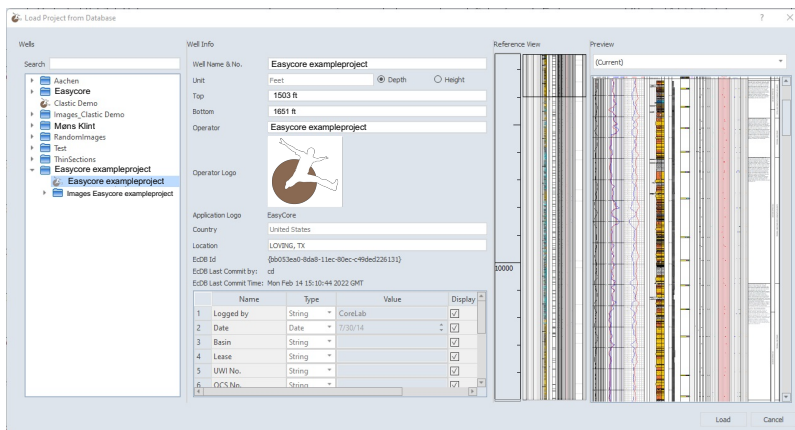 Load Project from Database
?
Wells
Search
Aachen
Easycore
Clastic Demo
Images_Clastic Demo
Møns Klint
RandomImages
Test
ThinSections
Easycore exampleproject
Easycore exampleproject
Images Easycore exampleproject
Well Info
Well Name & No. Easycore exampleproject
Unit Feet Depth Height
Top 1503 ft
Bottom 1651 ft
Operator Easycore exampleproject
Operator Logo
Application Logo EasyCore
Country United States
Location LOVING, TX
EcDB Id {bb053ea0-8da8-11ec-80ec-c49ded226131}
EcDB Last Commit by: cd
EcDB Last Commit Time: Mon Feb 14 15:10:44 2022 GMT
Name Type Value Display
1 Logged by String CoreLab
2 Date Date 7/30/14
3 Basin String
4 Lease String
5 UWI No. String
6 OCS No. String
Reference View
10000
Preview
(Current)
Load Cancel